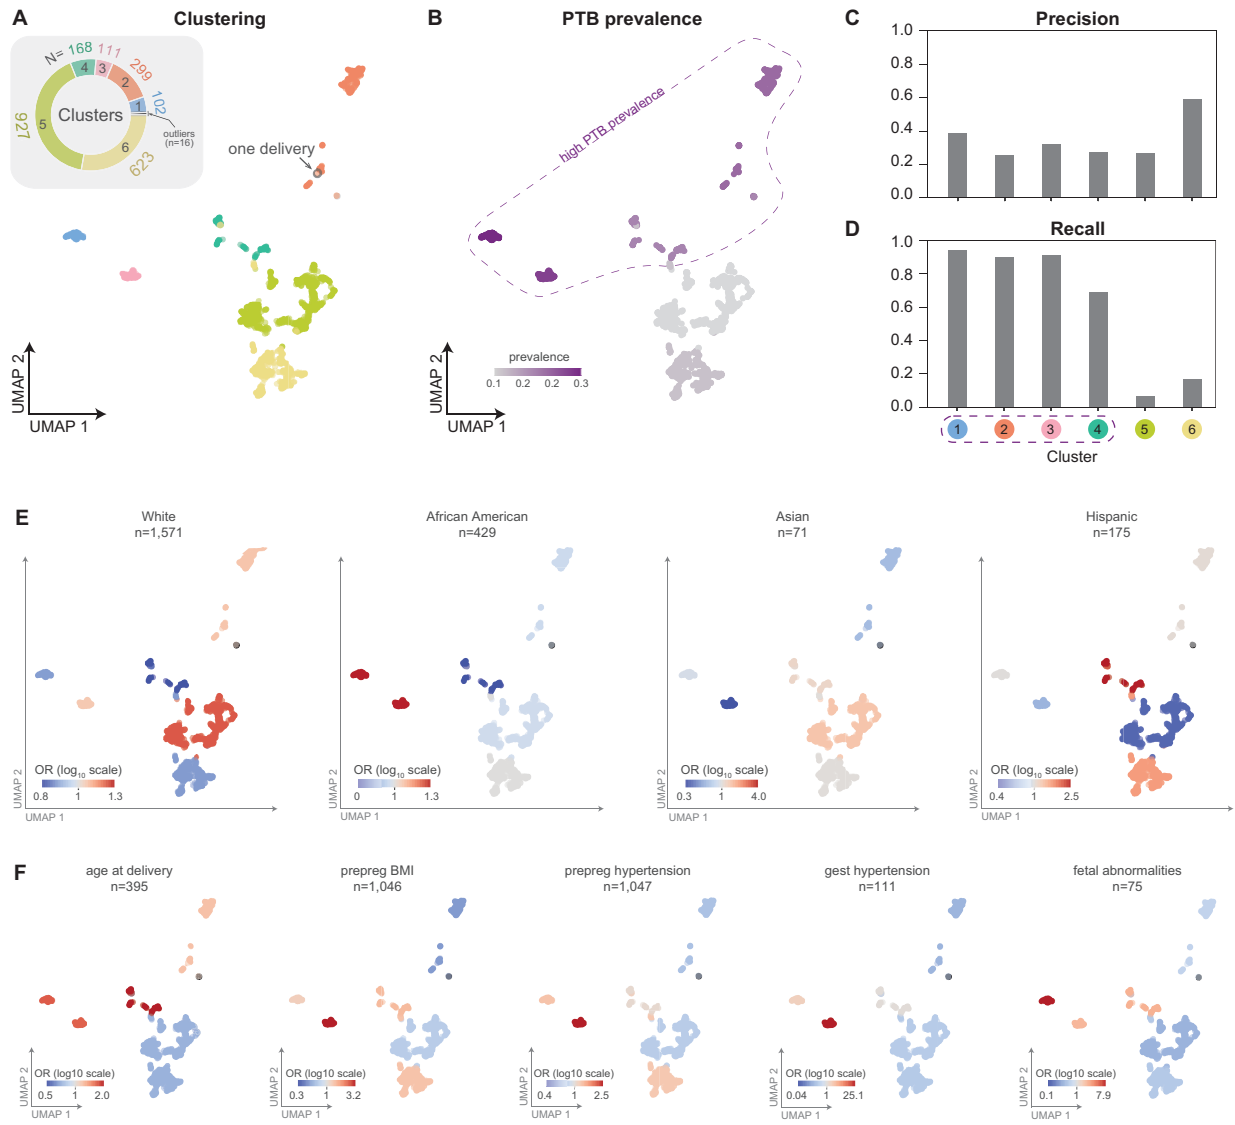 A
Clustering
N=
168
111
299
102
927
623
4
3
2
1
5
6
Clusters
outliers
(n=16)
one delivery
UMAP 2
UMAP 1
B
PTB prevalence
high PTB prevalence
prevalence
0.1
0.2
0.2
0.3
UMAP 2
UMAP 1
C
Precision
1.0
0.8
0.6
0.4
0.2
0.0
D
Recall
1.0
0.8
0.6
0.4
0.2
0.0
1
2
3
4
5
6
Cluster
E
White
n=1,571
OR (log10 scale)
0.8
1
1.3
UMAP 2
UMAP 1
African American
n=429
OR (log10 scale)
0
1
1.3
UMAP 2
UMAP 1
Asian
n=71
OR (log10 scale)
0.3
1
4.0
UMAP 2
UMAP 1
Hispanic
n=175
OR (log10 scale)
0.4
1
2.5
UMAP 2
UMAP 1
F
age at delivery
n=395
OR (log10 scale)
0.5
1
2.0
UMAP 2
UMAP 1
prepreg BMI
n=1,046
OR (log10 scale)
0.3
1
3.2
UMAP 2
UMAP 1
prepreg hypertension
n=1,047
OR (log10 scale)
0.4
1
2.5
UMAP 2
UMAP 1
gest hypertension
n=111
OR (log10 scale)
0.04
1
25.1
UMAP 2
UMAP 1
fetal abnormalities
n=75
OR (log10 scale)
0.1
1
7.9
UMAP 2
UMAP 1